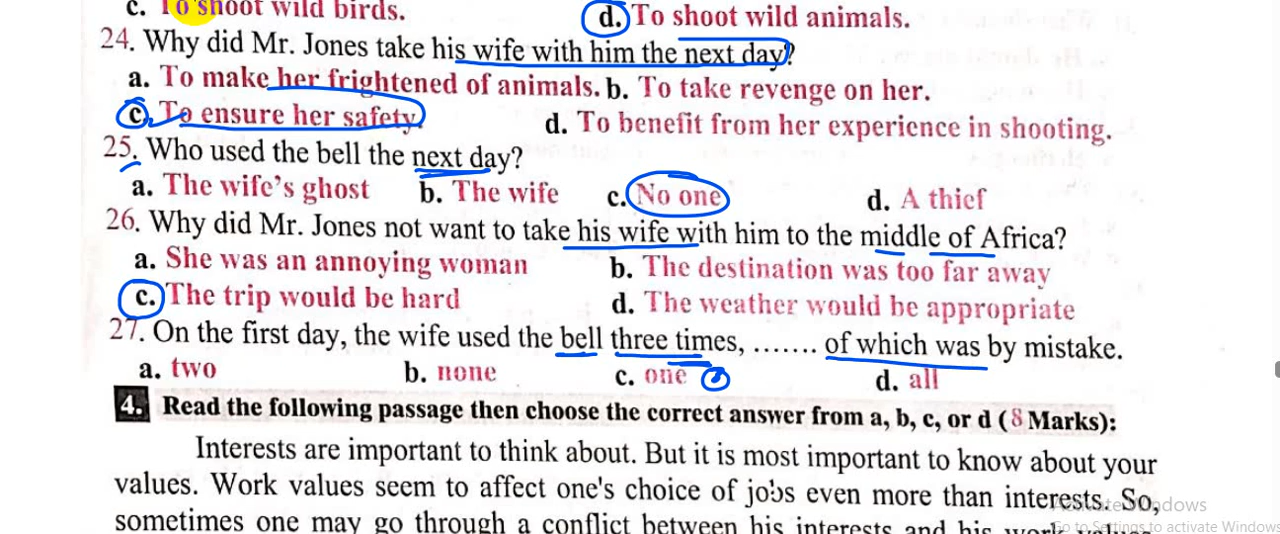 c. To shoot wild birds. d. To shoot wild animals.
24. Why did Mr. Jones take his wife with him the next day?
a. To make her frightened of animals. b. To take revenge on her.
c. To ensure her safety. d. To benefit from her experience in shooting.
25. Who used the bell the next day?
a. The wife's ghost b. The wife c. No one d. A thief
26. Why did Mr. Jones not want to take his wife with him to the middle of Africa?
a. She was an annoying woman b. The destination was too far away
c. The trip would be hard d. The weather would be appropriate
27. On the first day, the wife used the bell three times, ....... of which was by mistake.
a. two b. none c. one d. all
4. Read the following passage then choose the correct answer from a, b, c, or d (8 Marks):
Interests are important to think about. But it is most important to know about your
values. Work values seem to affect one's choice of jobs even more than interests. So,
sometimes one may go through a conflict between his interests and his work values
Activate Windows
Go to Settings to activate Windows